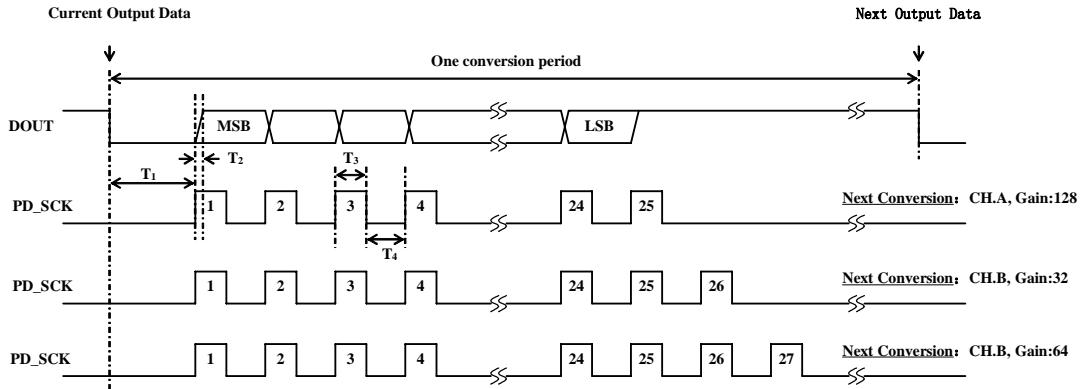 Current Output Data
Next Output Data
One conversion period
DOUT
MSB
LSB
T2
T3
T1
PD_SCK
1
2
3
4
24
25
Next Conversion：CH.A, Gain:128
T4
PD_SCK
1
2
3
4
24
25
26
Next Conversion：CH.B, Gain:32
PD_SCK
1
2
3
4
24
25
26
27
Next Conversion：CH.B, Gain:64